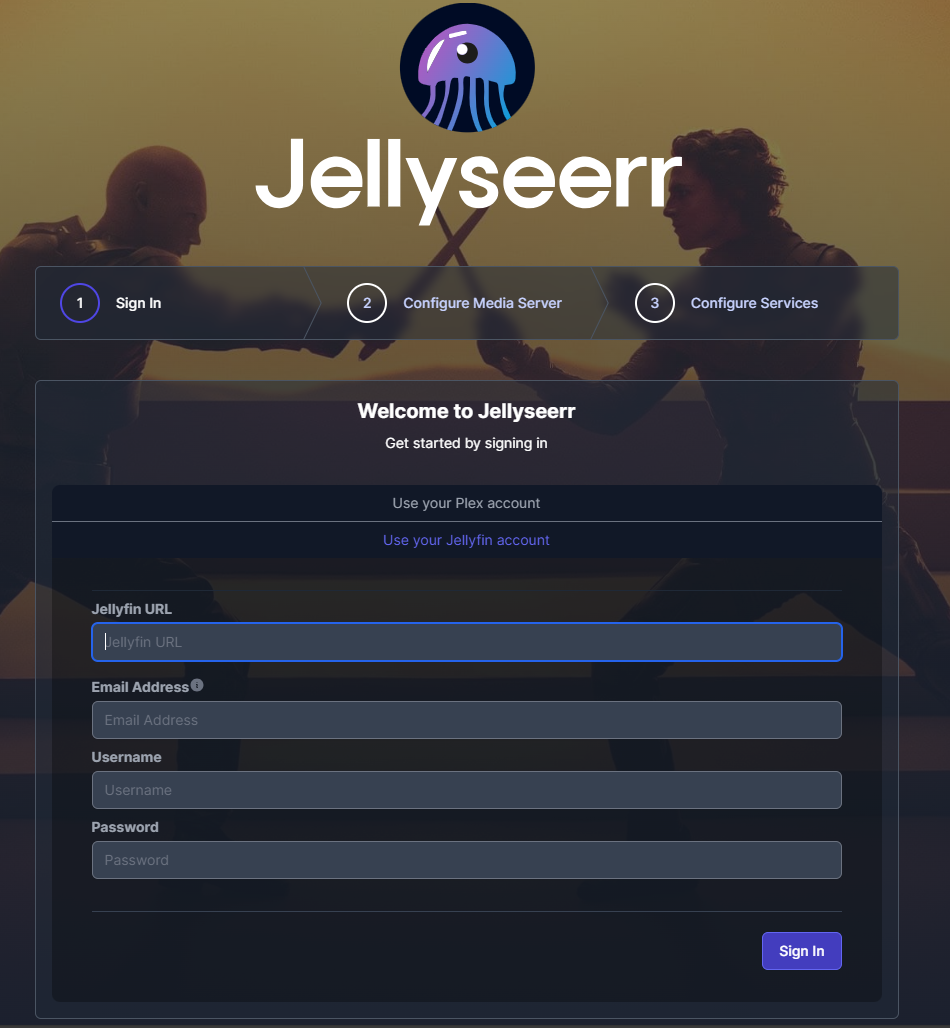 Jellyseerr
1 Sign In 2 Configure Media Server 3 Configure Services
Welcome to Jellyseerr
Get started by signing in
Use your Plex account
Use your Jellyfin account
Jellyfin URL
Jellyfin URL
Email Address
Email Address
Username
Username
Password
Password
Sign In